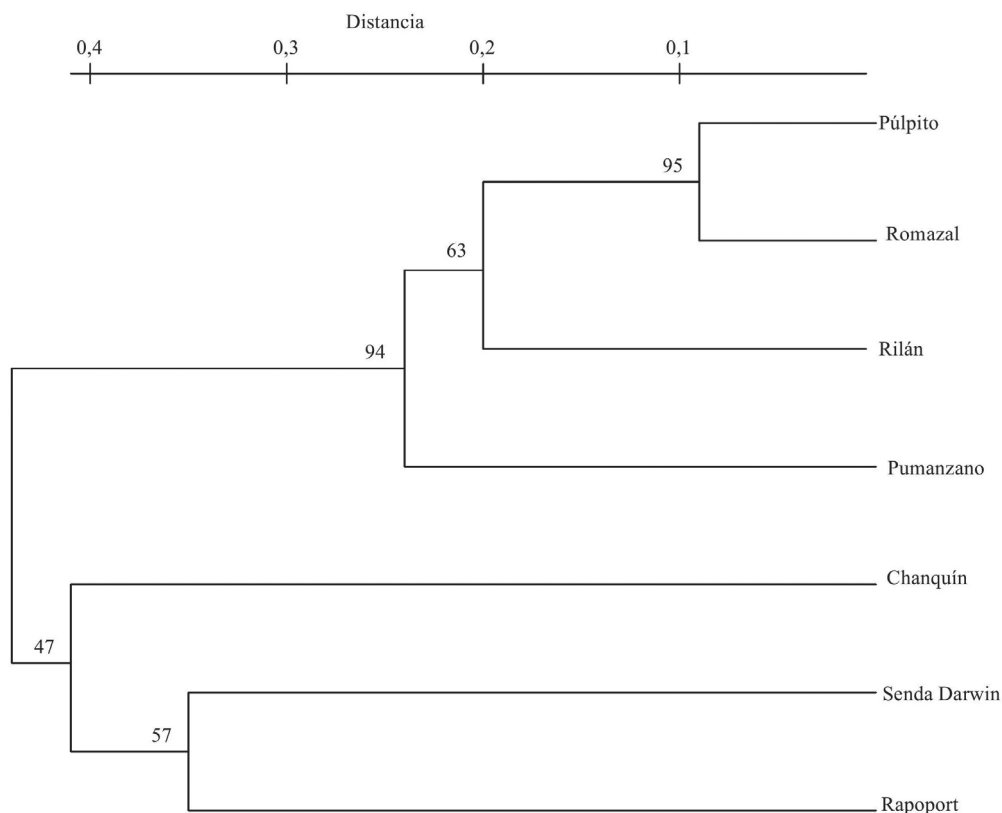 Distancia
0,4 0,3 0,2 0,1
Púlpito
95
Romazal
63
Rilán
94
Pumanzano
Chanquín
47
Senda Darwin
57
Rapoport